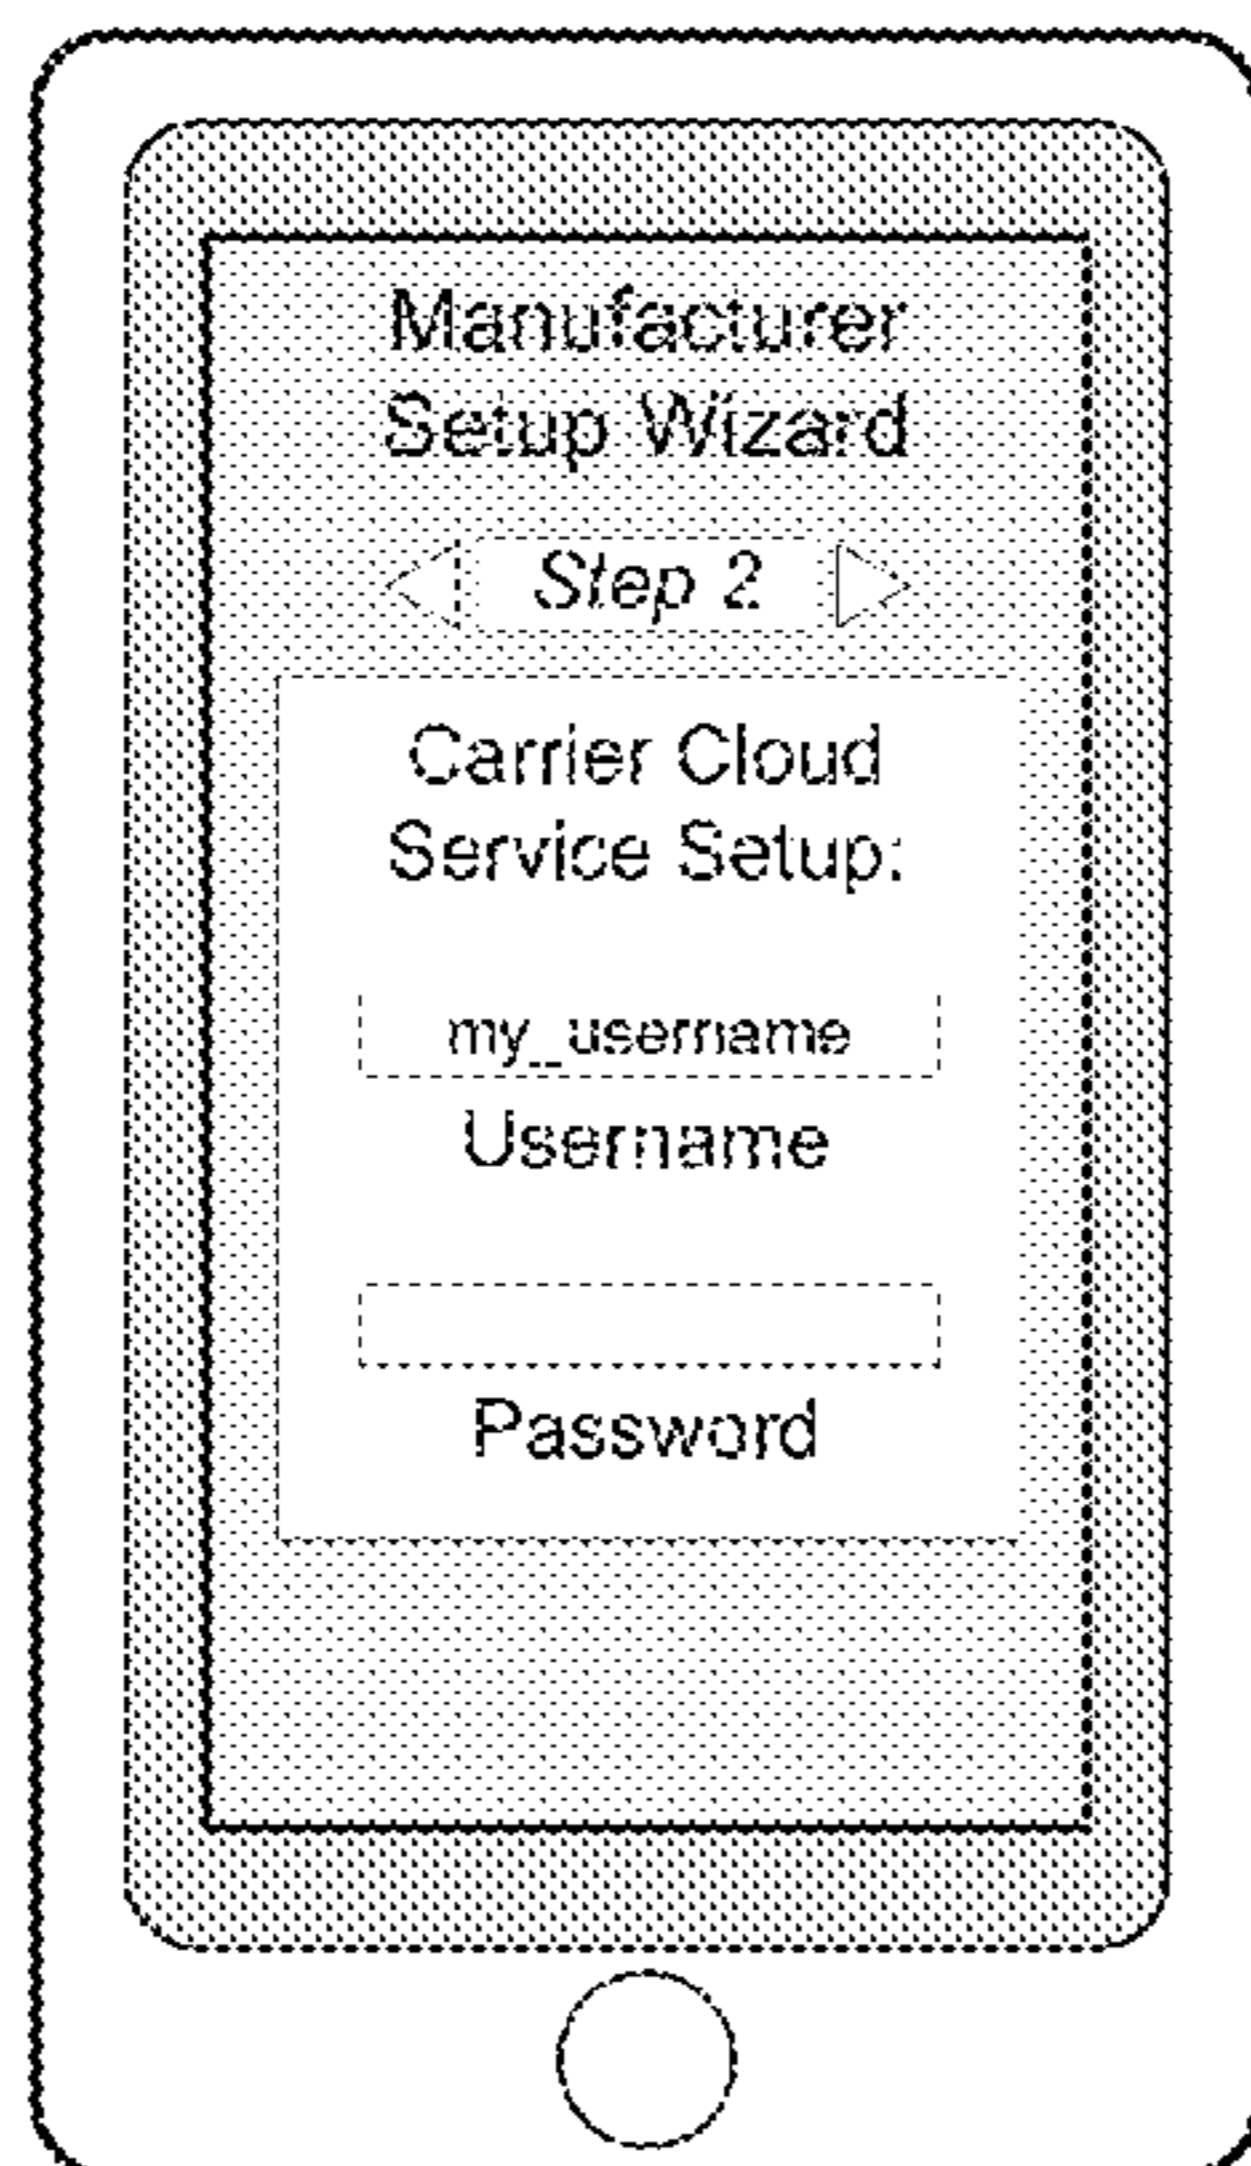 Manufacturer
Setup Wizard
Step 2
Carrier Cloud
Service Setup:
my_username
Username
Password